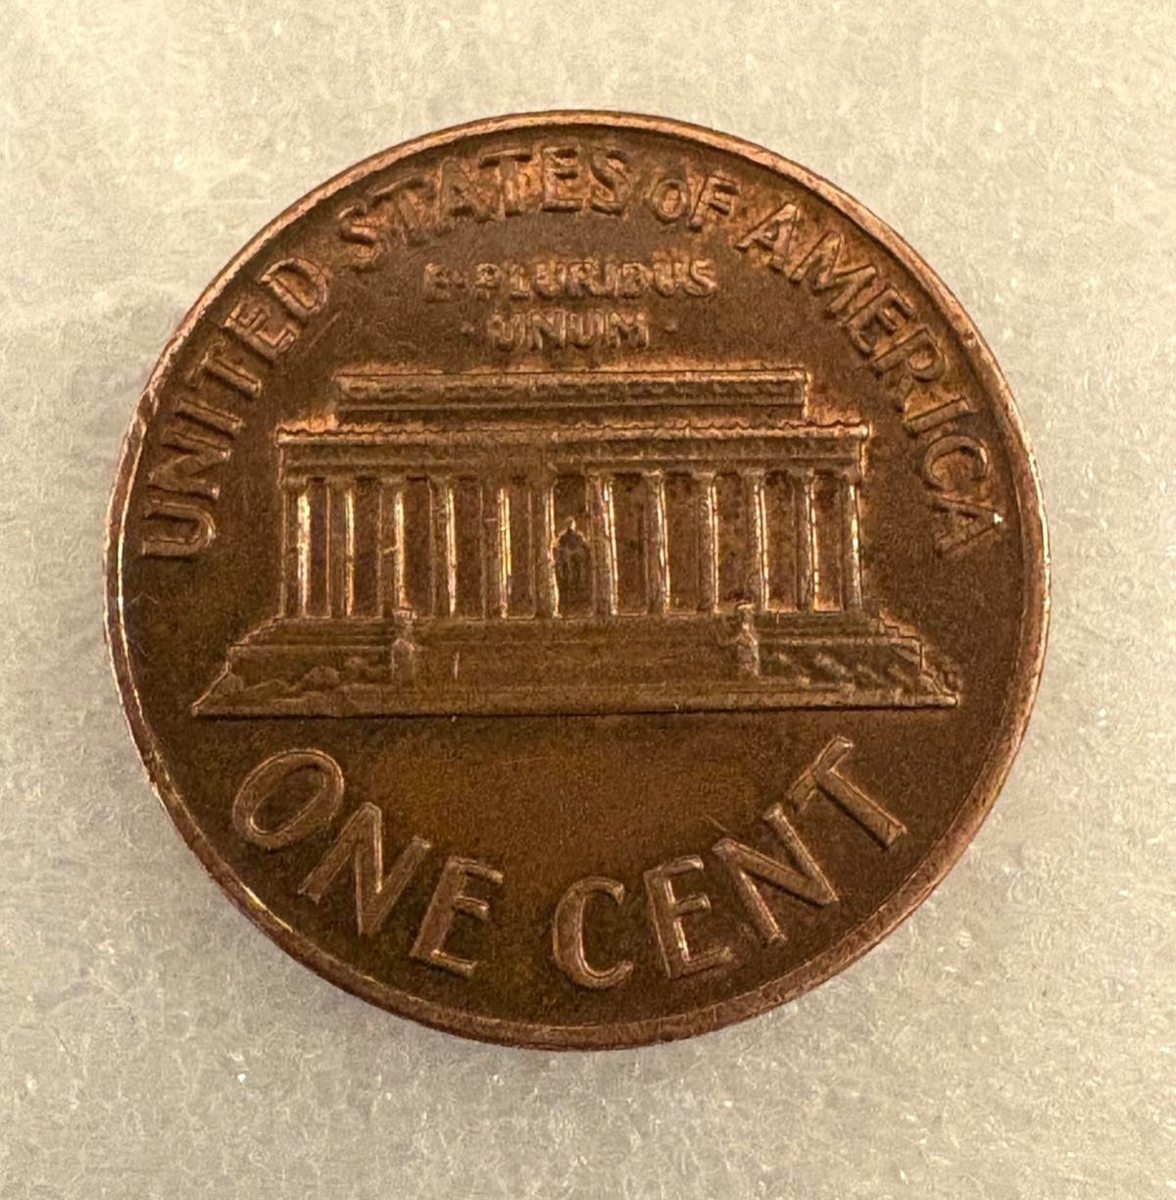 UNITED STATES OF AMERICA
E·PLURIBUS
·UNUM·
ONE CENT